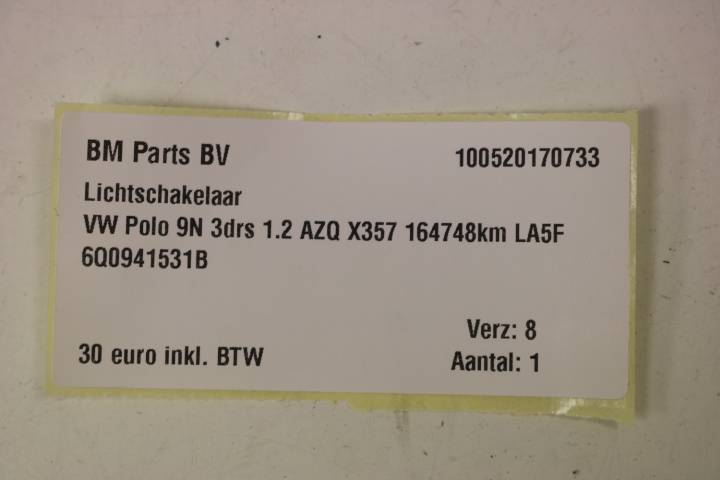 BM Parts BV 100520170733
Lichtschakelaar
VW Polo 9N 3drs 1.2 AZQ X357 164748km LA5F
6Q0941531B
Verz: 8
30 euro inkl. BTW Aantal: 1